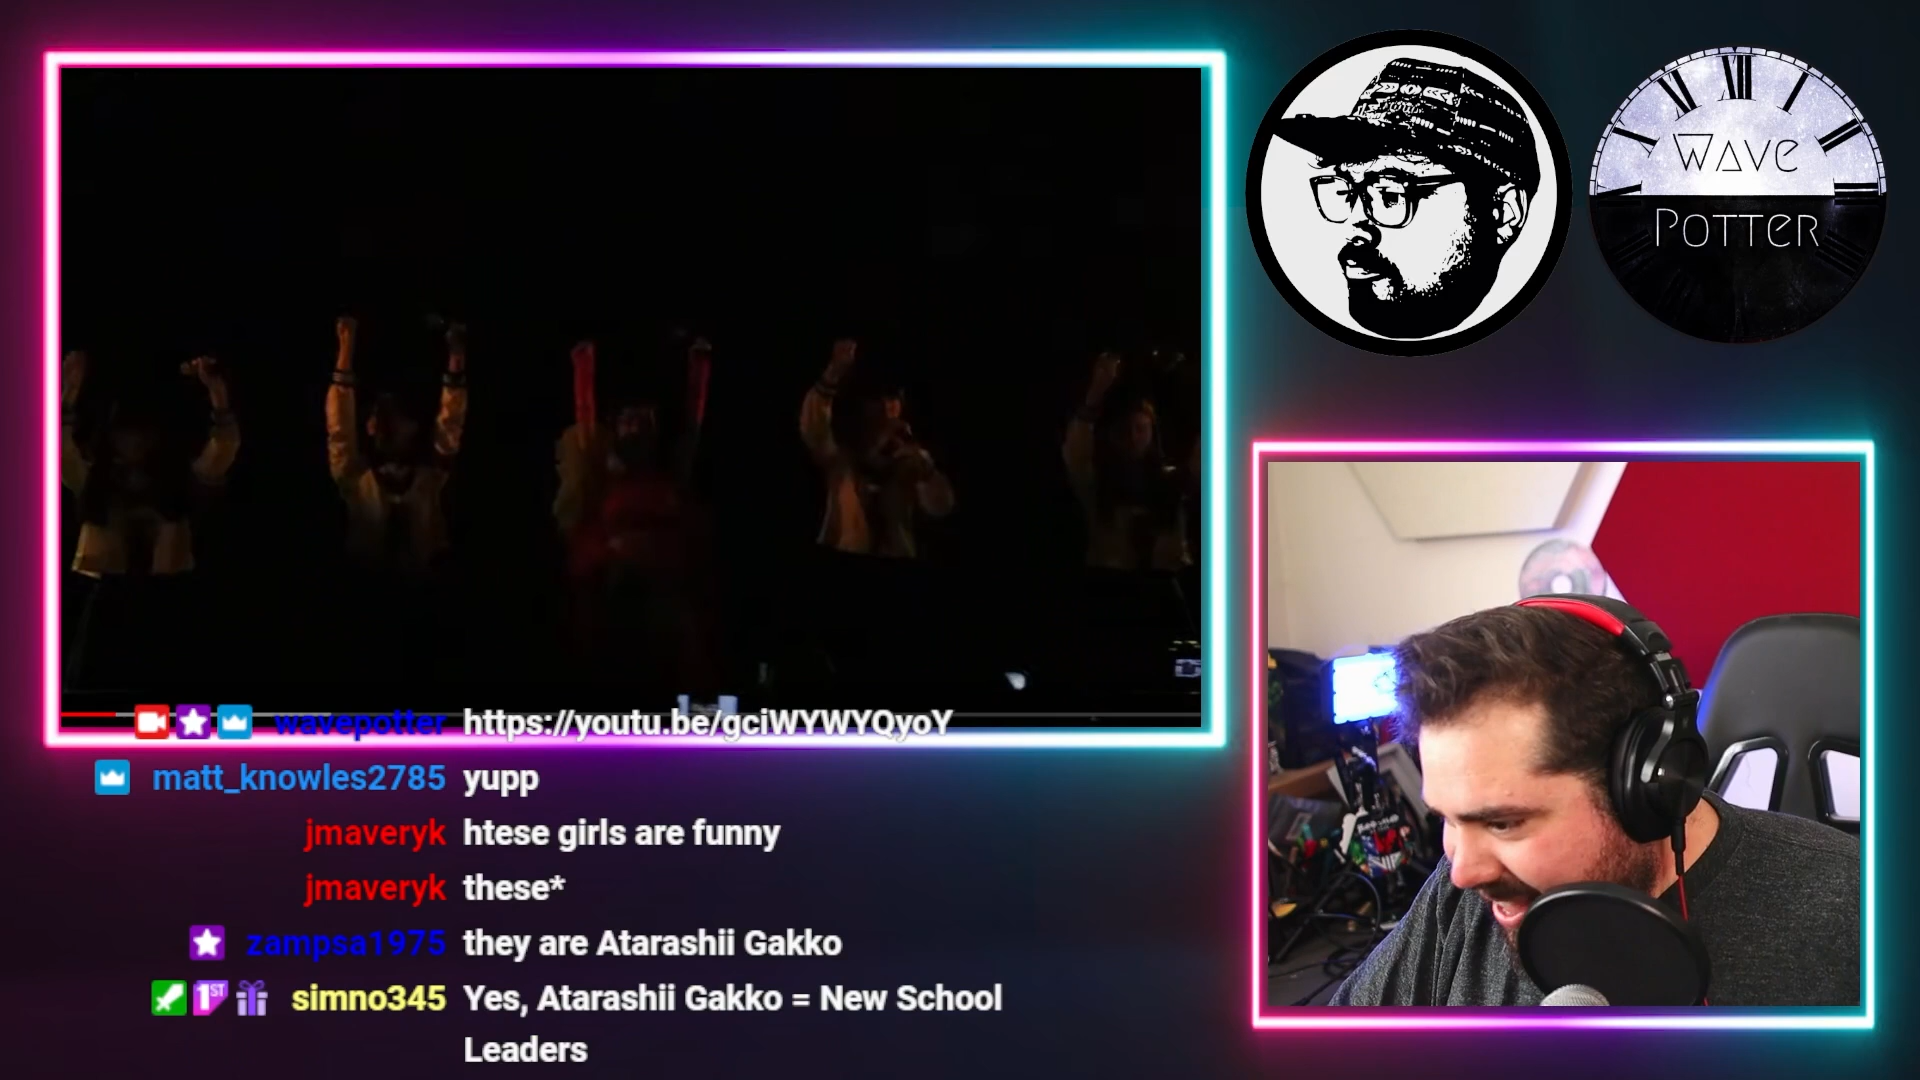 Wave
Potter
wavepotter https://youtu.be/gciWYWYQyoY
matt_knowles2785 yupp
jmaveryk htese girls are funny
jmaveryk these*
zampsa1975 they are Atarashii Gakko
1ST simno345 Yes, Atarashii Gakko = New School
Leaders